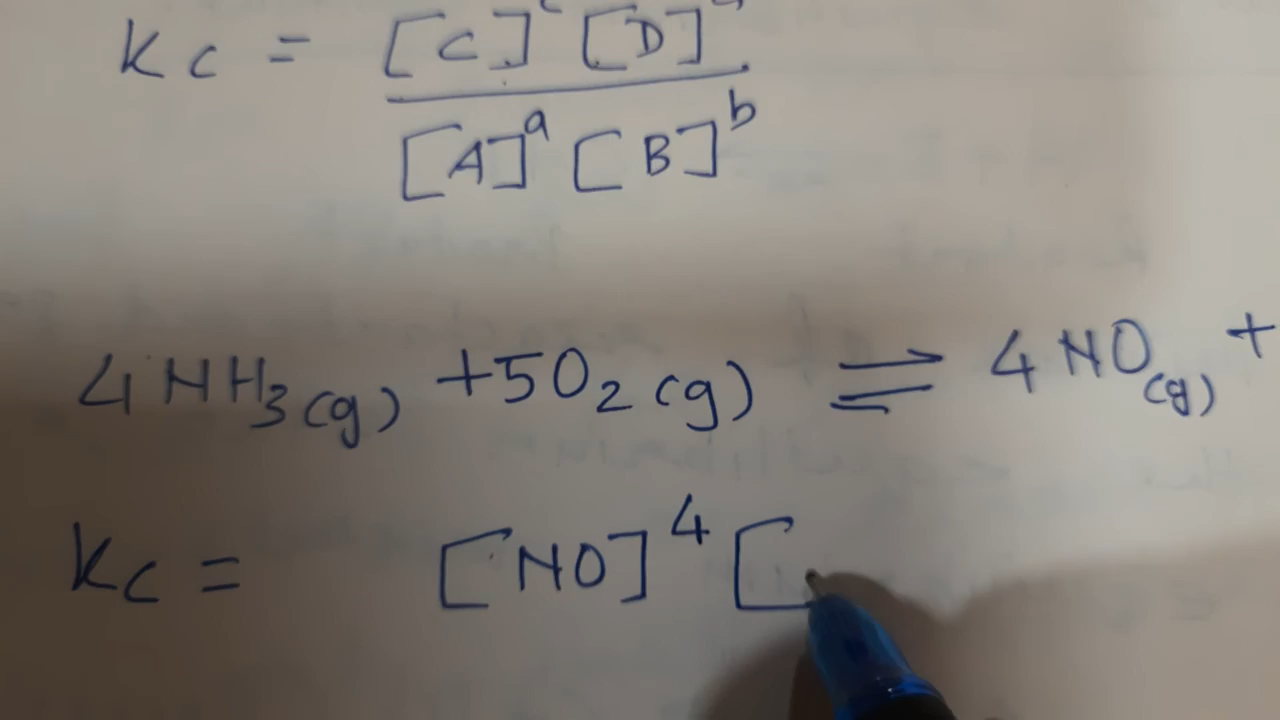 Kc = [C] [D]
[A]^a [B]^b
4NH₃(g) + 5O₂(g) ⇌ 4NO(g) +
Kc = [NO]^4 [